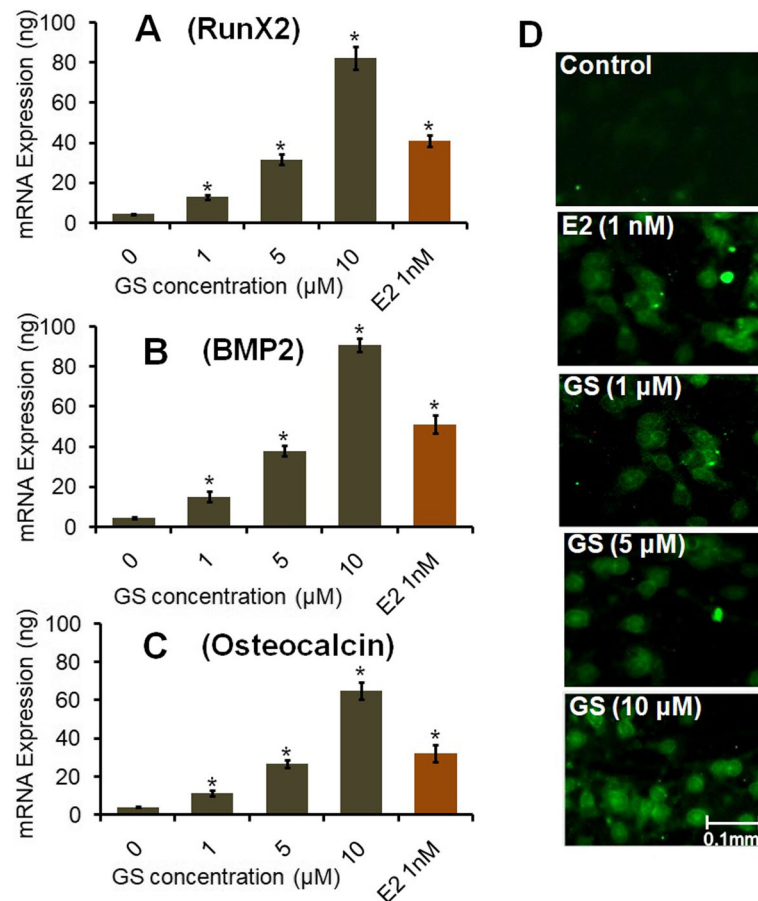 A (RunX2)
mRNA Expression (ng)
100
80
60
40
20
0
* * * *
0 1 5 10 E2 1nM
GS concentration (µM)
B (BMP2)
mRNA Expression (ng)
100
80
60
40
20
0
* * * *
0 1 5 10 E2 1nM
GS concentration (µM)
C (Osteocalcin)
mRNA Expression (ng)
100
80
60
40
20
0
* * * *
0 1 5 10 E2 1nM
GS concentration (µM)
D
Control
E2 (1 nM)
GS (1 µM)
GS (5 µM)
GS (10 µM)
0.1mm